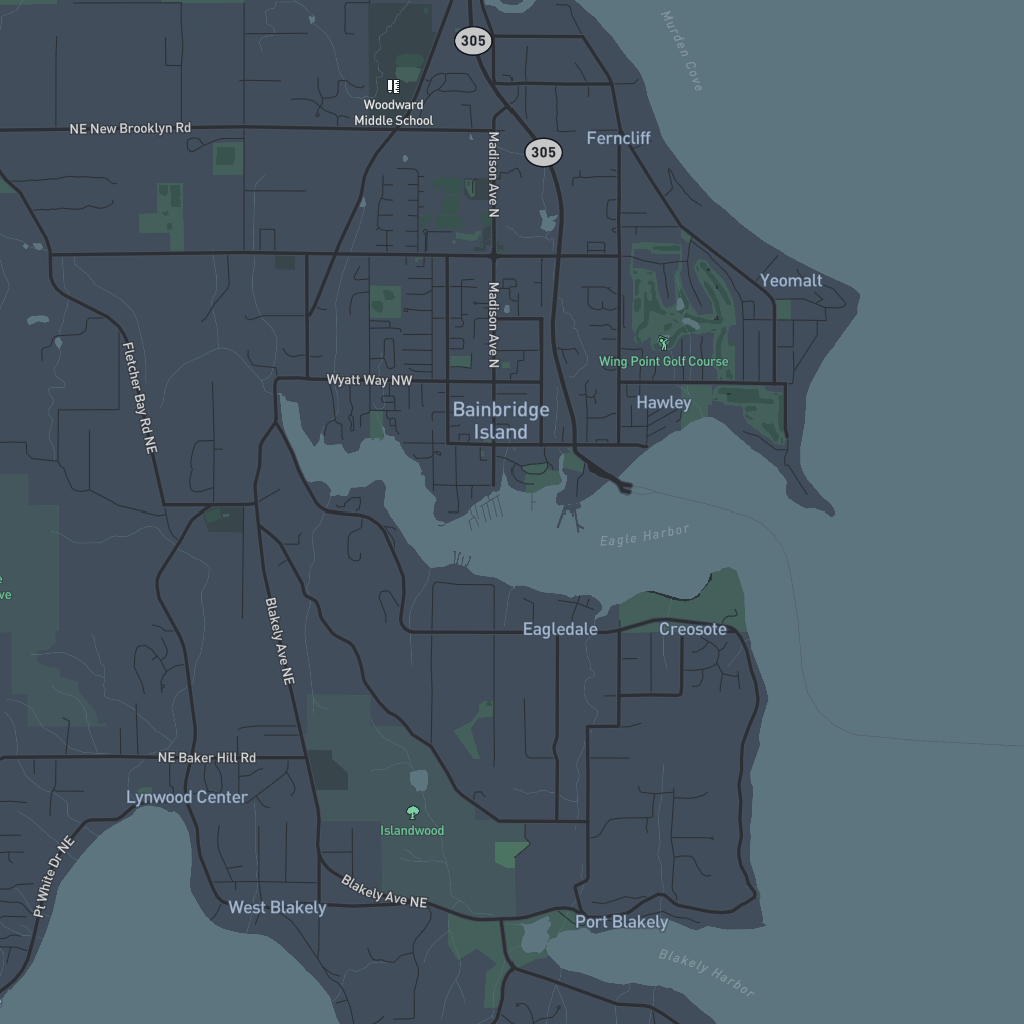 Murden Cove
305
Woodward
Middle School
NE New Brooklyn Rd
Madison Ave N
305
Ferncliff
Yeomalt
Madison Ave N
Fletcher Bay Rd NE
Wing Point Golf Course
Wyatt Way NW
Hawley
Bainbridge
Island
Eagle Harbor
Blakely Ave NE
Eagledale
Creosote
NE Baker Hill Rd
Lynwood Center
Islandwood
Pt White Dr NE
Blakely Ave NE
West Blakely
Port Blakely
Blakely Harbor